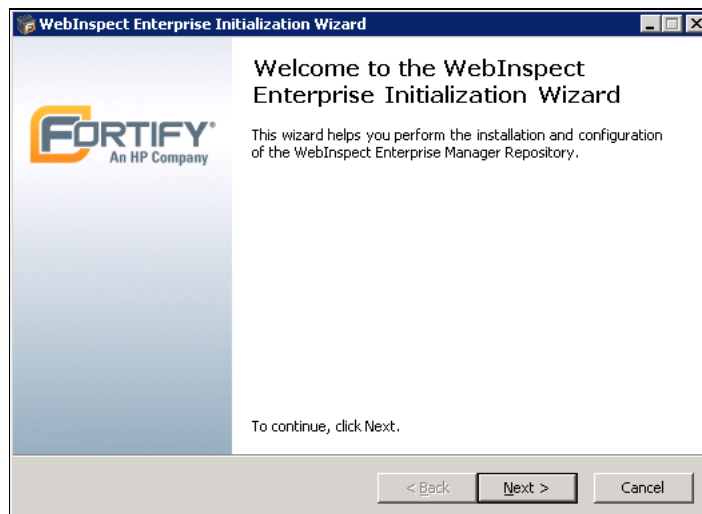 WebInspect Enterprise Initialization Wizard
Welcome to the WebInspect
Enterprise Initialization Wizard
FORTIFY®
An HP Company
This wizard helps you perform the installation and configuration
of the WebInspect Enterprise Manager Repository.
To continue, click Next.
< Back
Next >
Cancel